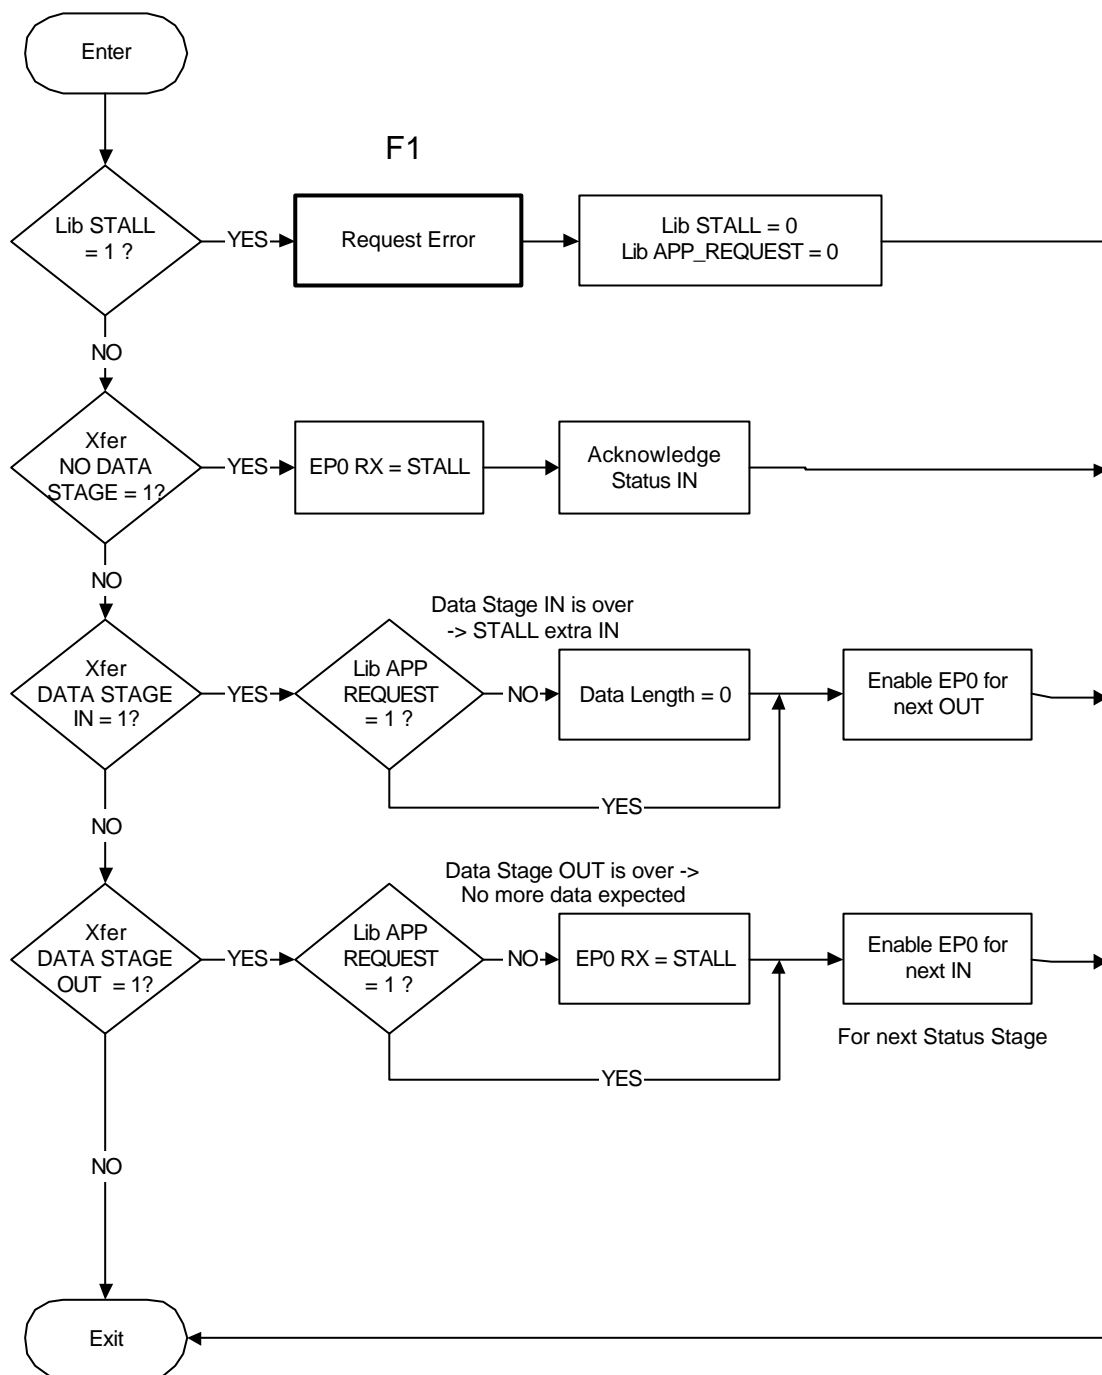 Enter
F1
Lib STALL
= 1 ?
YES
Request Error
Lib STALL = 0
Lib APP_REQUEST = 0
NO
Xfer
NO DATA
STAGE = 1?
YES
EP0 RX = STALL
Acknowledge
Status IN
NO
Data Stage IN is over
-> STALL extra IN
Xfer
DATA STAGE
IN = 1?
YES
Lib APP
REQUEST
= 1 ?
NO
Data Length = 0
Enable EP0 for
next OUT
YES
NO
Data Stage OUT is over ->
No more data expected
Xfer
DATA STAGE
OUT = 1?
YES
Lib APP
REQUEST
= 1 ?
NO
EP0 RX = STALL
Enable EP0 for
next IN
For next Status Stage
YES
NO
Exit